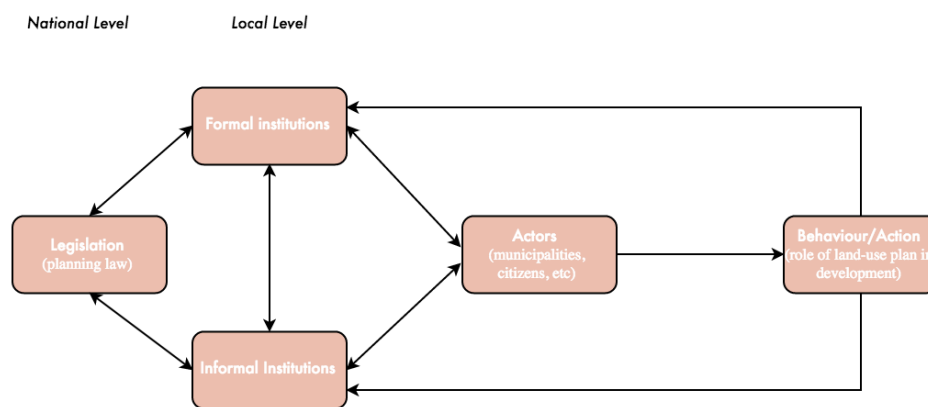 National Level
Local Level
Formal institutions
Legislation
(planning law)
Actors
(municipalities,
citizens, etc)
Behaviour/Action
(role of land-use plan in
development)
Informal Institutions